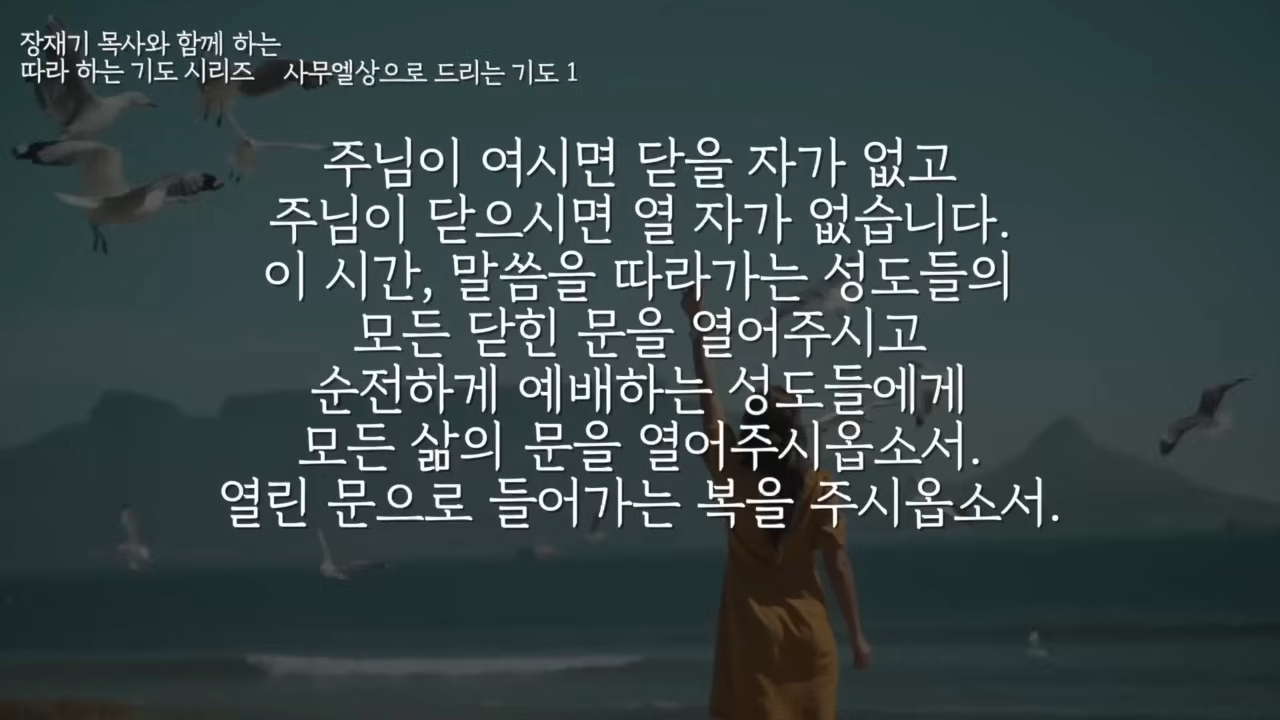 장재기 목사와 함께 하는
따라 하는 기도 시리즈 사무엘상으로 드리는 기도 1
주님이 여시면 닫을 자가 없고
주님이 닫으시면 열 자가 없습니다.
이 시간, 말씀을 따라가는 성도들의
모든 닫힌 문을 열어주시고
순전하게 예배하는 성도들에게
모든 삶의 문을 열어주시옵소서.
열린 문으로 들어가는 복을 주시옵소서.